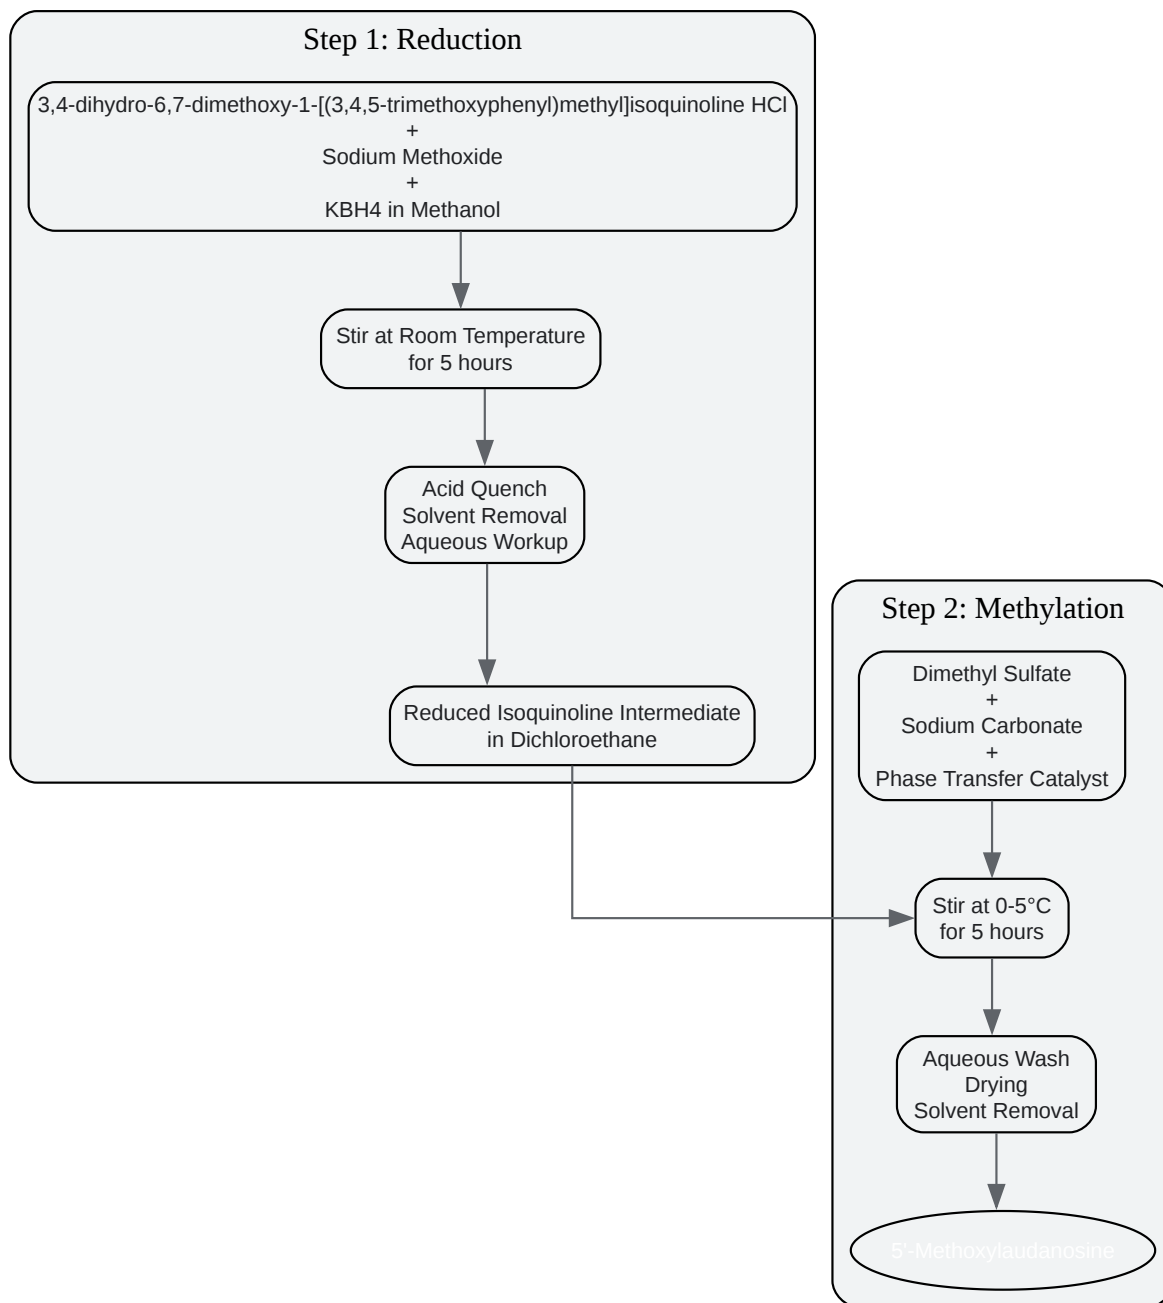 Step 1: Reduction
3,4-dihydro-6,7-dimethoxy-1-[(3,4,5-trimethoxyphenyl)methyl]isoquinoline HCl
+
Sodium Methoxide
+
KBH4 in Methanol
Stir at Room Temperature
for 5 hours
Acid Quench
Solvent Removal
Aqueous Workup
Reduced Isoquinoline Intermediate
in Dichloroethane
Step 2: Methylation
Dimethyl Sulfate
+
Sodium Carbonate
+
Phase Transfer Catalyst
Stir at 0-5°C
for 5 hours
Aqueous Wash
Drying
Solvent Removal
5'-Methoxylaudanosine